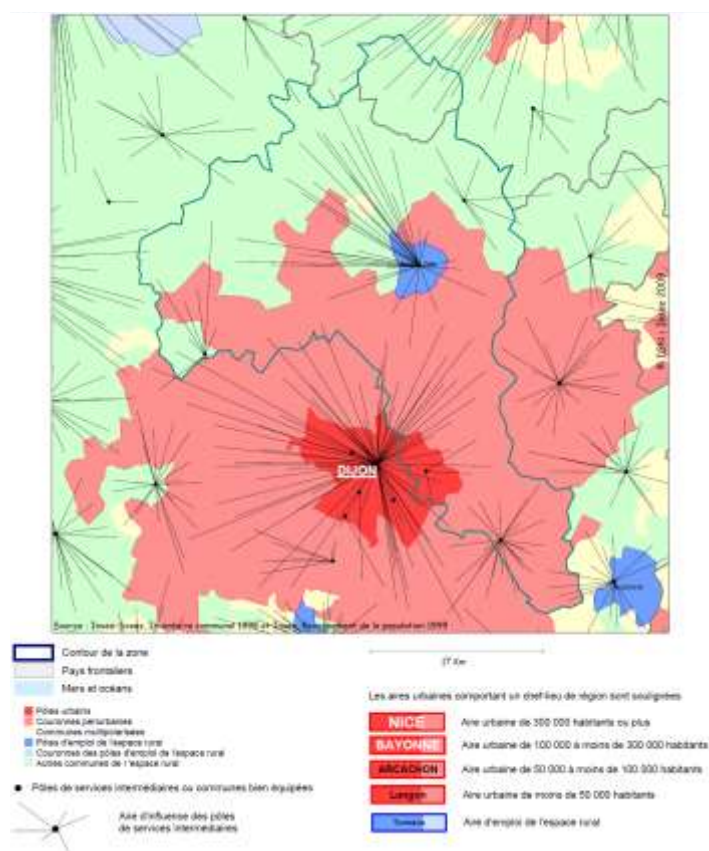 © IGN - Insee 2009
DIJON
Source : Insee-Scees, Inventaire communal 1998 et Insee, Recensement de la population 1999
Contour de la zone
Pays frontaliers
Mers et océans
Pôles urbains
Couronnes périurbaines
Communes multipolarisées
Pôles d'emploi de l'espace rural
Couronnes des pôles d'emploi de l'espace rural
Autres communes de l'espace rural
Pôles de services intermédiaires ou communes bien équipées
Aire d'influence des pôles
de services intermédiaires
27 Km
Les aires urbaines comportant un chef-lieu de région sont soulignées
NICE
Aire urbaine de 300 000 habitants ou plus
BAYONNE
Aire urbaine de 100 000 à moins de 300 000 habitants
ARCACHON
Aire urbaine de 50 000 à moins de 100 000 habitants
Langon
Aire urbaine de moins de 50 000 habitants
Aire d'emploi de l'espace rural